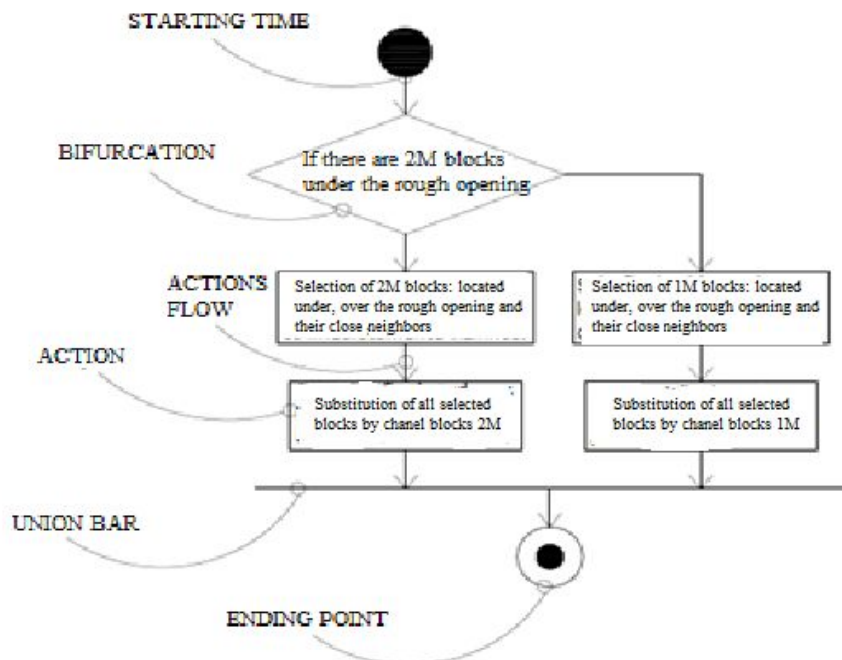 STARTING TIME
BIFURCATION
If there are 2M blocks
under the rough opening
ACTIONS
FLOW
Selection of 2M blocks: located
under, over the rough opening and
their close neighbors
Selection of 1M blocks: located
under, over the rough opening and
their close neighbors
ACTION
Substitution of all selected
blocks by chanel blocks 2M
Substitution of all selected
blocks by chanel blocks 1M
UNION BAR
ENDING POINT